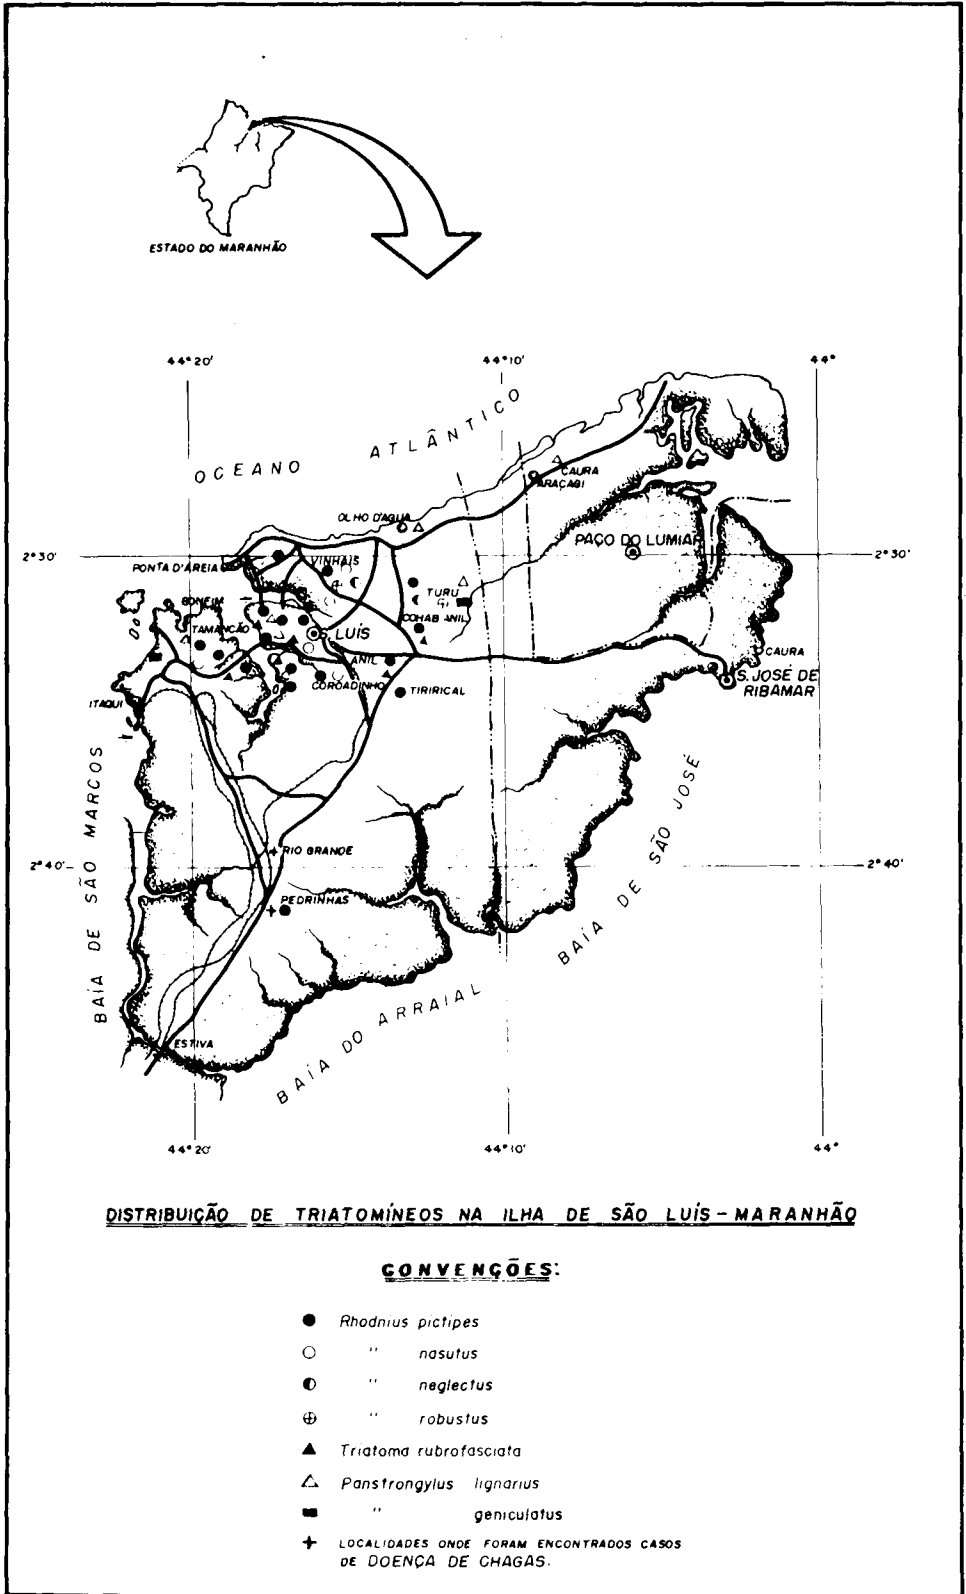 ESTADO DO MARANHÃO
44° 20'
44° 10'
44°
OCEANO ATLÂNTICO
CAURA
ARAÇAGI
OLHO D'AGUA
PAÇO DO LUMIAR
2° 30'
2° 30'
VINHAIS
PONTA D'AREIA
TURU
BONFIM
COHAB ANIL
TAMANCÃO
S. LUÍS
CAURA
ANIL
S. JOSÉ DE
RIBAMAR
COROADINHO
TIRIRICAL
ITAQUI
BAÍA DE SÃO MARCOS
BAÍA DE SÃO JOSÉ
RIO GRANDE
2° 40'
2° 40'
PEDRINHAS
BAÍA DO ARRAIAL
ESTIVA
44° 20'
44° 10'
44°
DISTRIBUIÇÃO DE TRIATOMÍNEOS NA ILHA DE SÃO LUÍS - MARANHÃO
CONVENÇÕES:
Rhodnius pictipes
" nasutus
" neglectus
" robustus
Triatoma rubrofasciata
Panstrongylus lignarius
" geniculatus
LOCALIDADES ONDE FORAM ENCONTRADOS CASOS
DE DOENÇA DE CHAGAS.